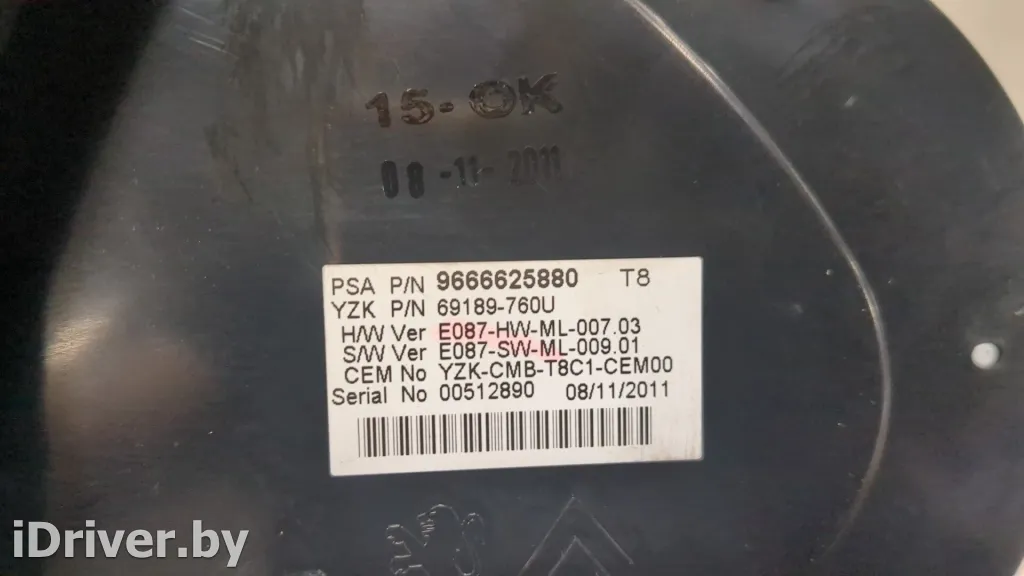 15-OK
08-11-2011
PSA P/N 9666625880 T8
YZK P/N 69189-760U
H/W Ver E087-HW-ML-007.03
S/W Ver E087-SW-ML-009.01
CEM No YZK-CMB-T8C1-CEM00
Serial No 00512890 08/11/2011
iDriver.by